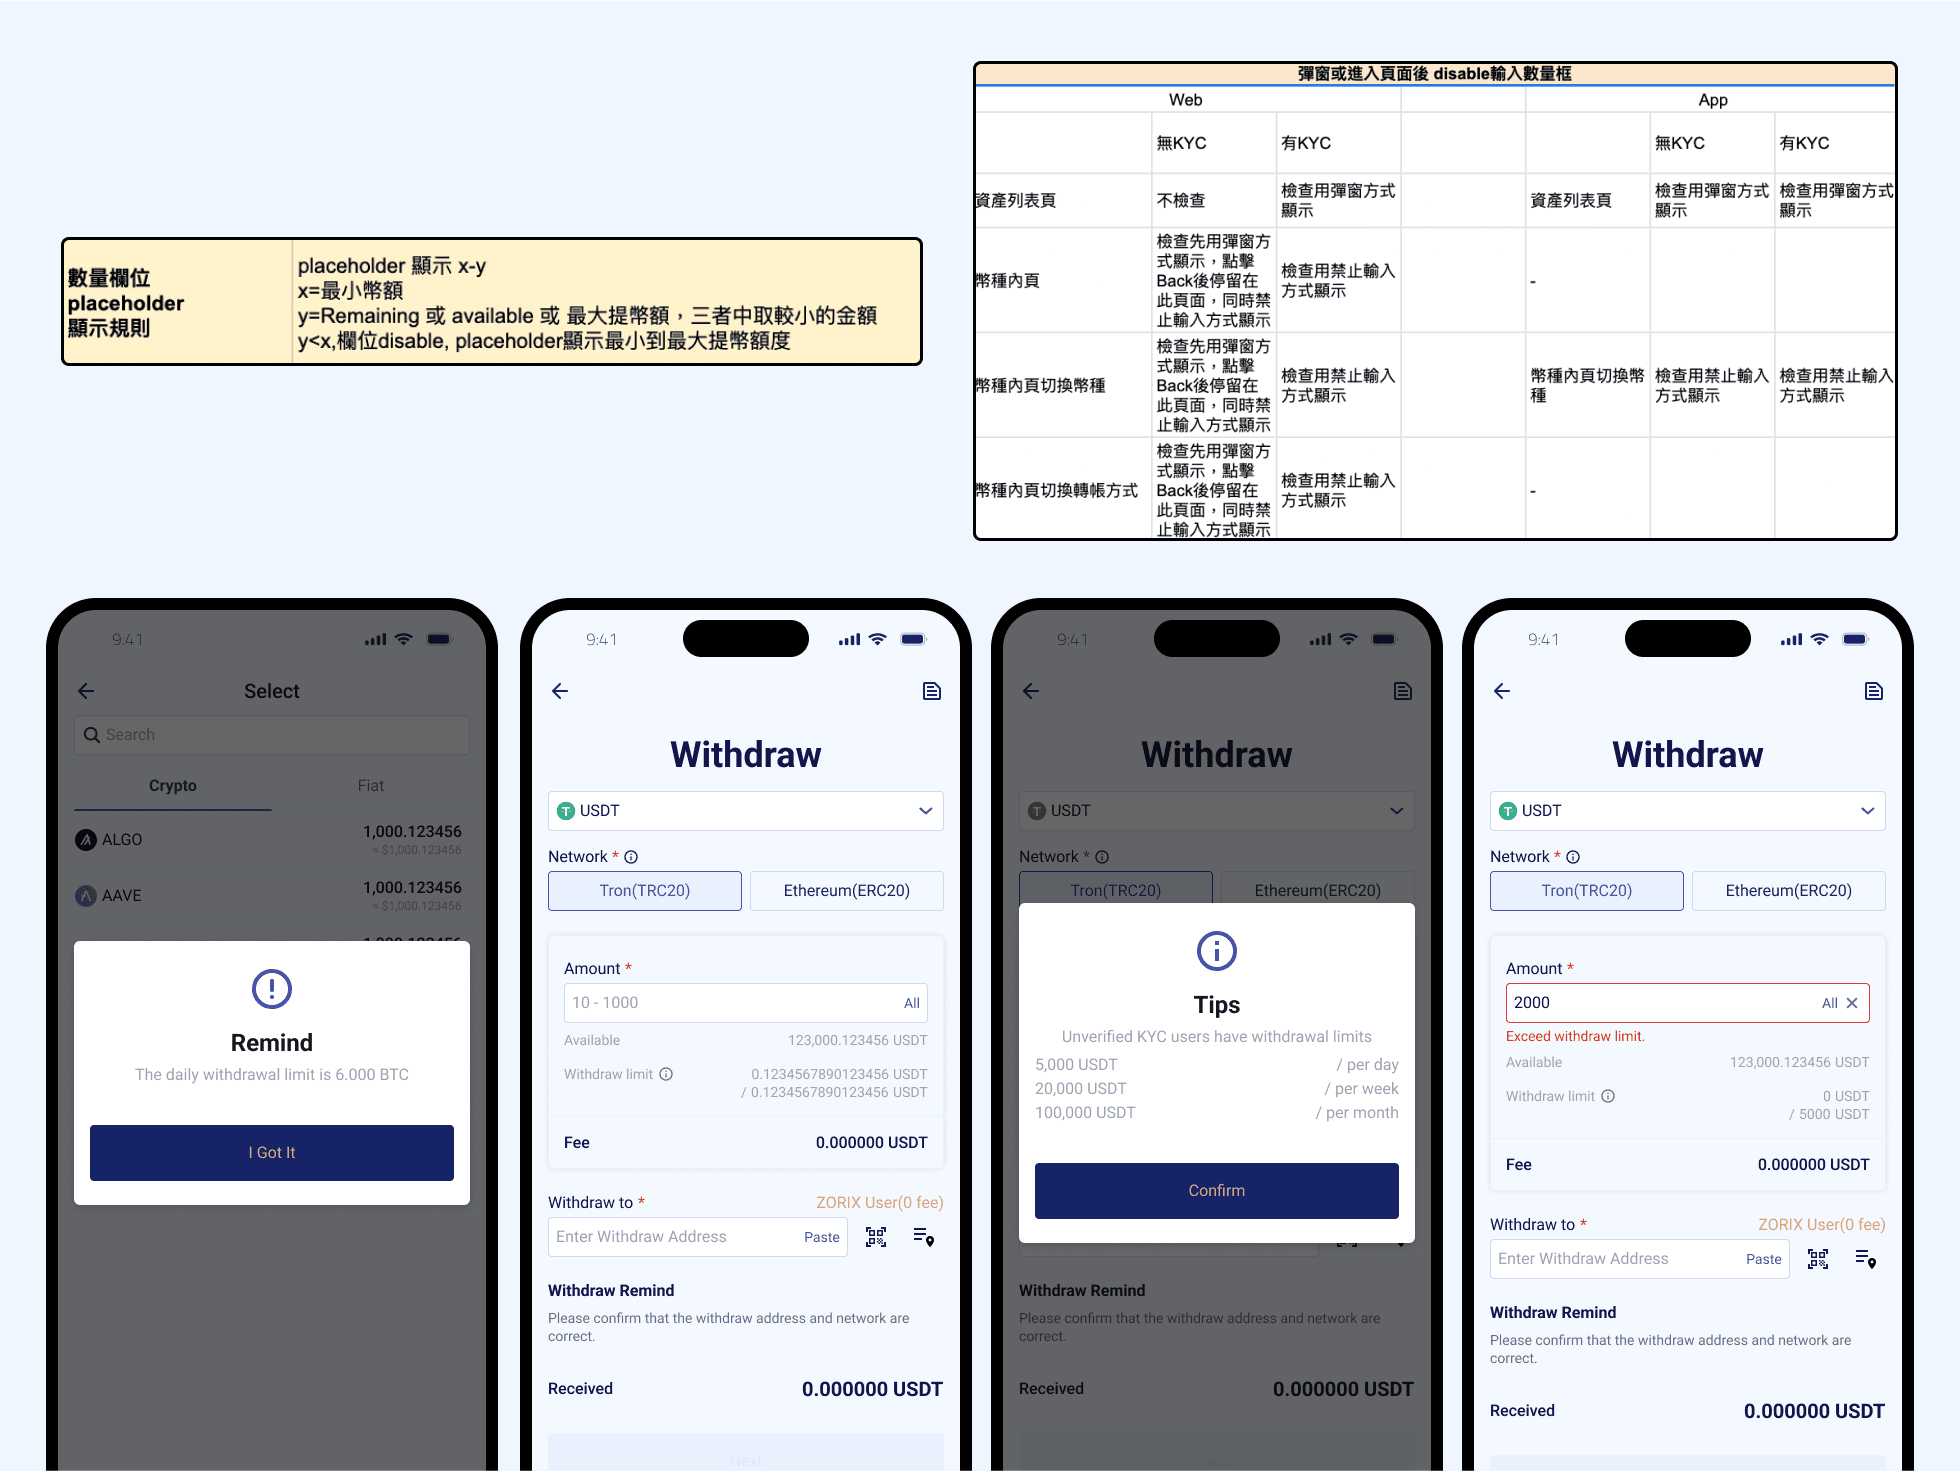 彈窗或進入頁面後 disable輸入數量框
Web
App
無KYC
有KYC
無KYC
有KYC
資產列表頁
不檢查
檢查用彈窗方式
顯示
資產列表頁
檢查用彈窗方式
顯示
檢查用彈窗方式
顯示
幣種內頁
檢查先用彈窗方
式顯示，點擊
Back後停留在
此頁面，同時禁
止輸入方式顯示
檢查用禁止輸入
方式顯示
-
幣種內頁切換幣種
檢查先用彈窗方
式顯示，點擊
Back後停留在
此頁面，同時禁
止輸入方式顯示
檢查用禁止輸入
方式顯示
幣種內頁切換幣
種
檢查用禁止輸入
方式顯示
檢查用禁止輸入
方式顯示
幣種內頁切換轉帳方式
檢查先用彈窗方
式顯示，點擊
Back後停留在
此頁面，同時禁
止輸入方式顯示
檢查用禁止輸入
方式顯示
-
數量欄位
placeholder
顯示規則
placeholder 顯示 x-y
x=最小幣額
y=Remaining 或 available 或 最大提幣額，三者中取較小的金額
y<x,欄位disable, placeholder顯示最小到最大提幣額度
9:41
Select
Search
Crypto
Fiat
ALGO
1,000.123456
≈ $1,000.123456
AAVE
1,000.123456
≈ $1,000.123456
Remind
The daily withdrawal limit is 6.000 BTC
I Got It
9:41
Withdraw
USDT
Network *
Tron(TRC20)
Ethereum(ERC20)
Amount *
10 - 1000
All
Available
123,000.123456 USDT
Withdraw limit
0.1234567890123456 USDT
/ 0.1234567890123456 USDT
Fee
0.000000 USDT
Withdraw to *
ZORIX User(0 fee)
Enter Withdraw Address
Paste
Withdraw Remind
Please confirm that the withdraw address and network are
correct.
Received
0.000000 USDT
Next
9:41
Withdraw
USDT
Network *
Tron(TRC20)
Ethereum(ERC20)
Tips
Unverified KYC users have withdrawal limits
5,000 USDT
/ per day
20,000 USDT
/ per week
100,000 USDT
/ per month
Confirm
Withdraw Remind
Please confirm that the withdraw address and network are
correct.
Received
0.000000 USDT
9:41
Withdraw
USDT
Network *
Tron(TRC20)
Ethereum(ERC20)
Amount *
2000
All
Exceed withdraw limit.
Available
123,000.123456 USDT
Withdraw limit
0 USDT
/ 5000 USDT
Fee
0.000000 USDT
Withdraw to *
ZORIX User(0 fee)
Enter Withdraw Address
Paste
Withdraw Remind
Please confirm that the withdraw address and network are
correct.
Received
0.000000 USDT